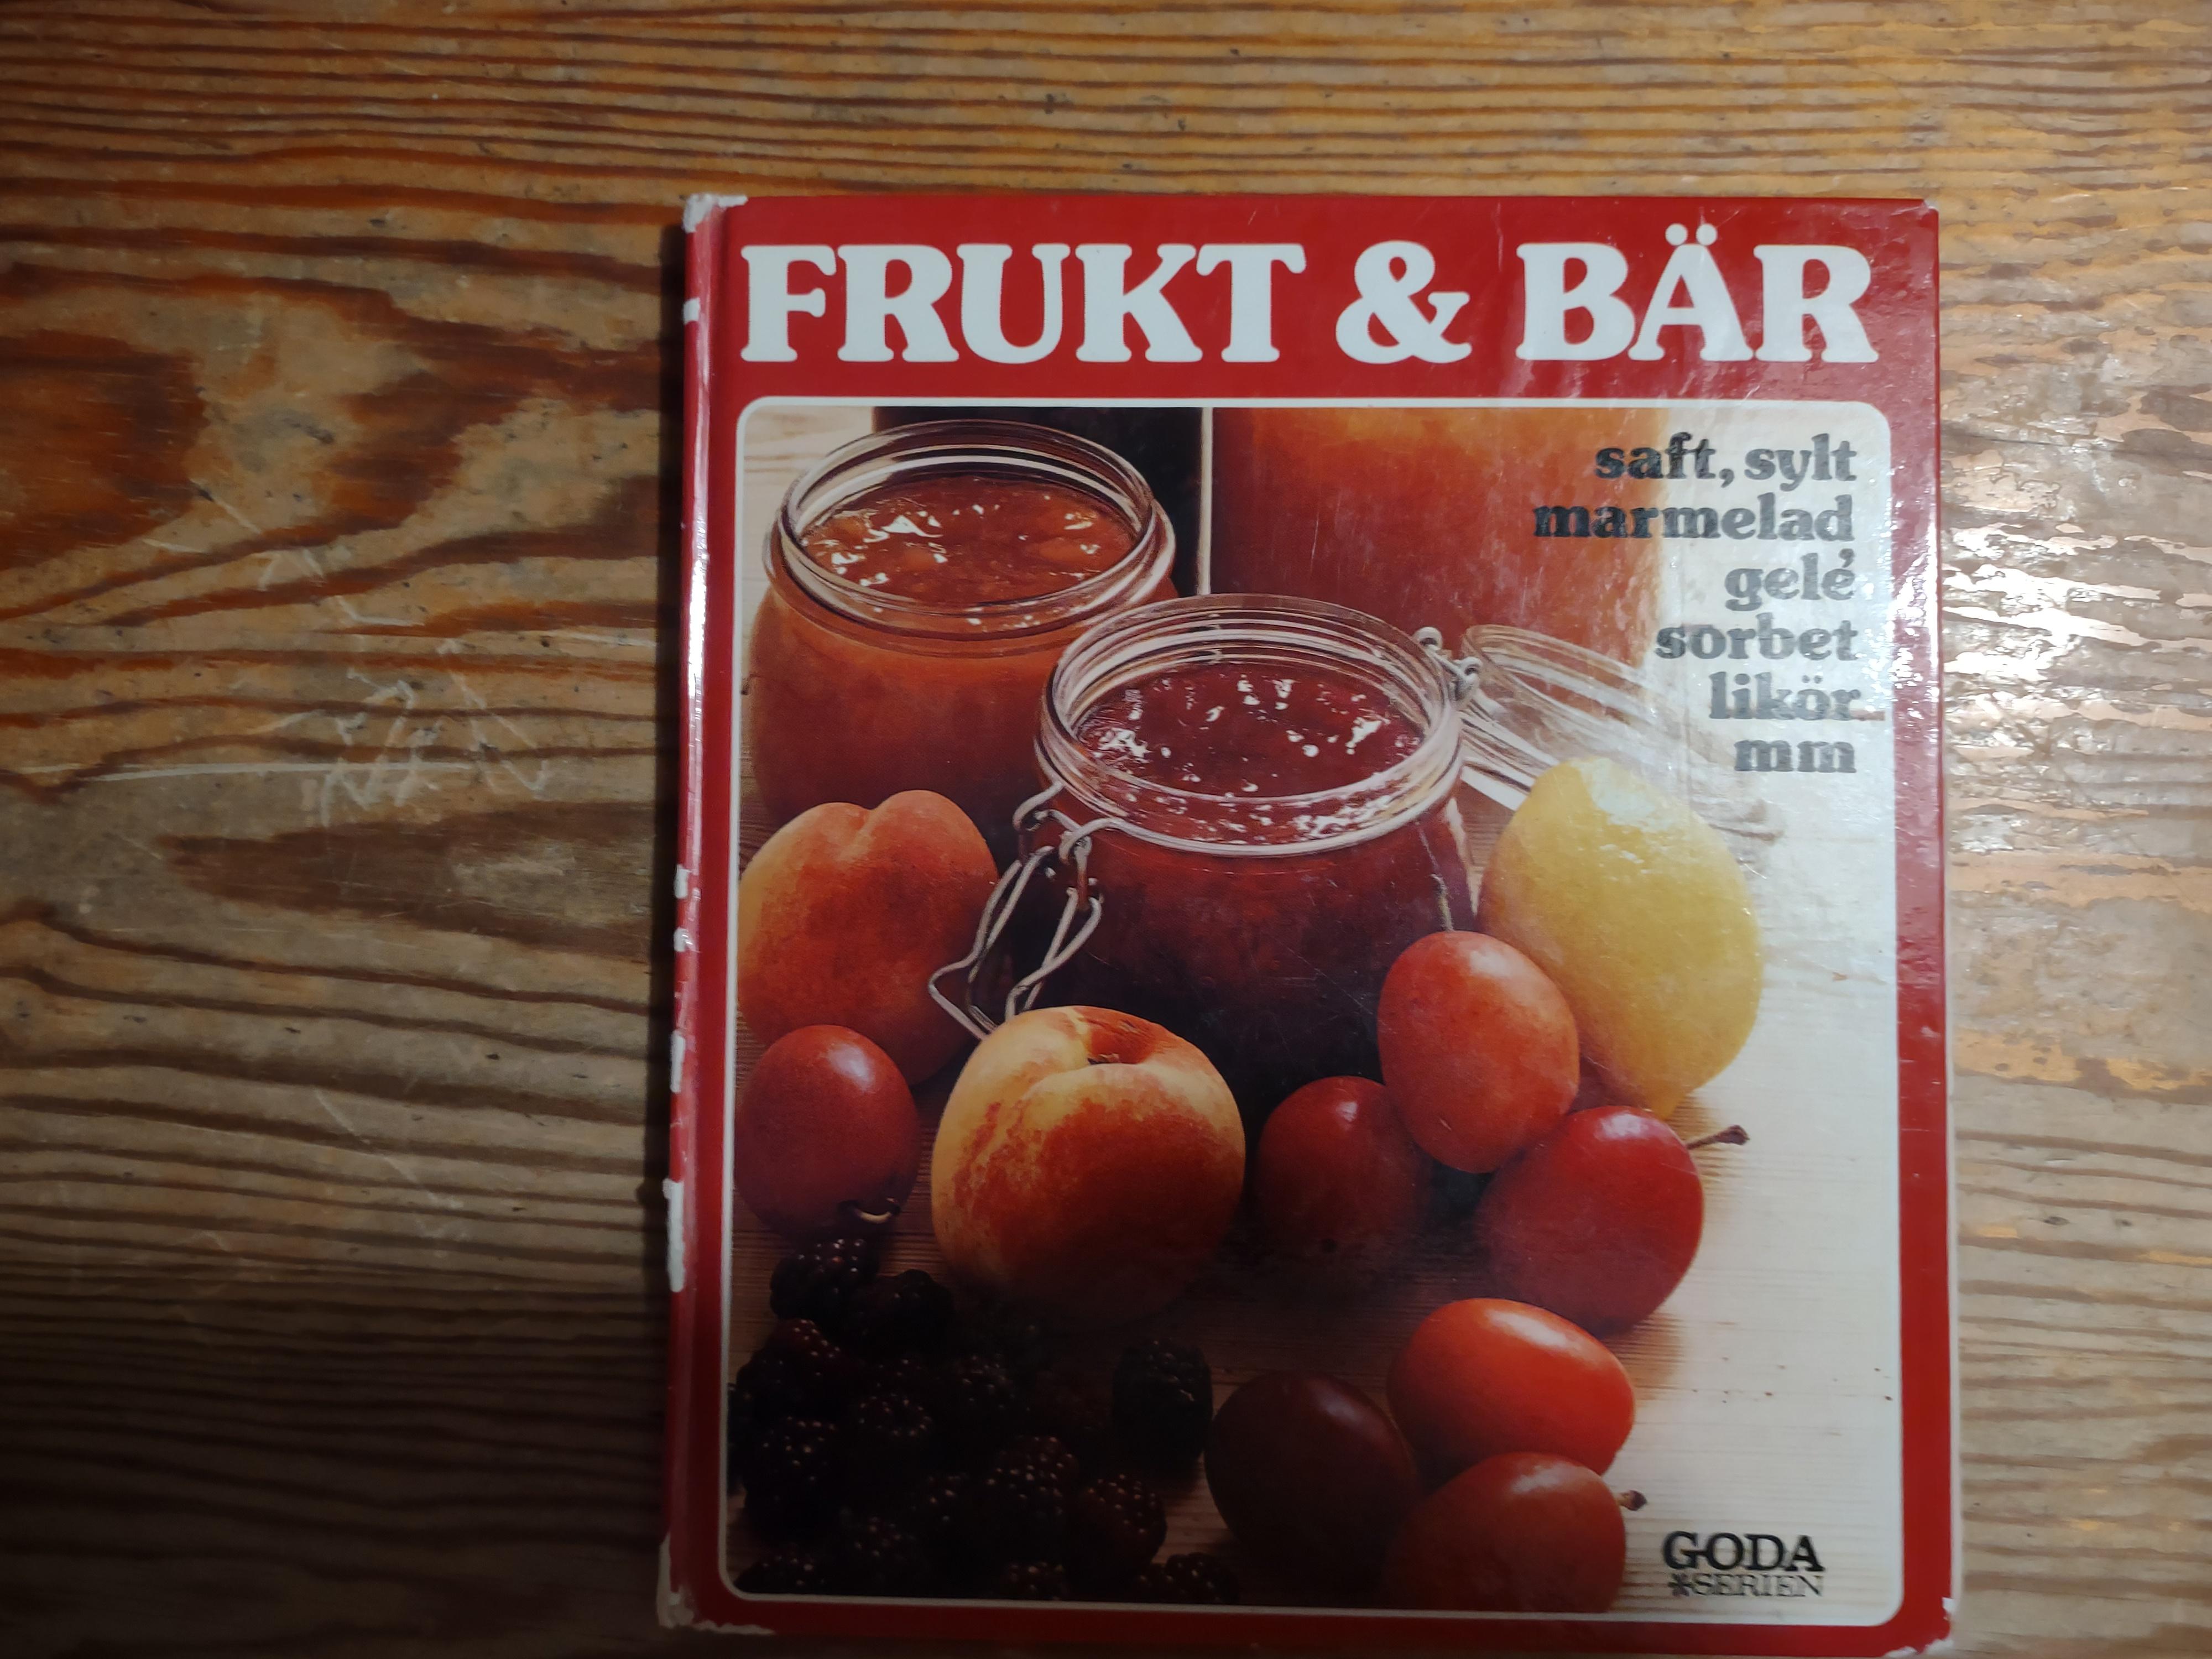 FRUKT & BÄR
saft, sylt
marmelad
gelé
sorbet
likör
mm
GODA
*SERIEN